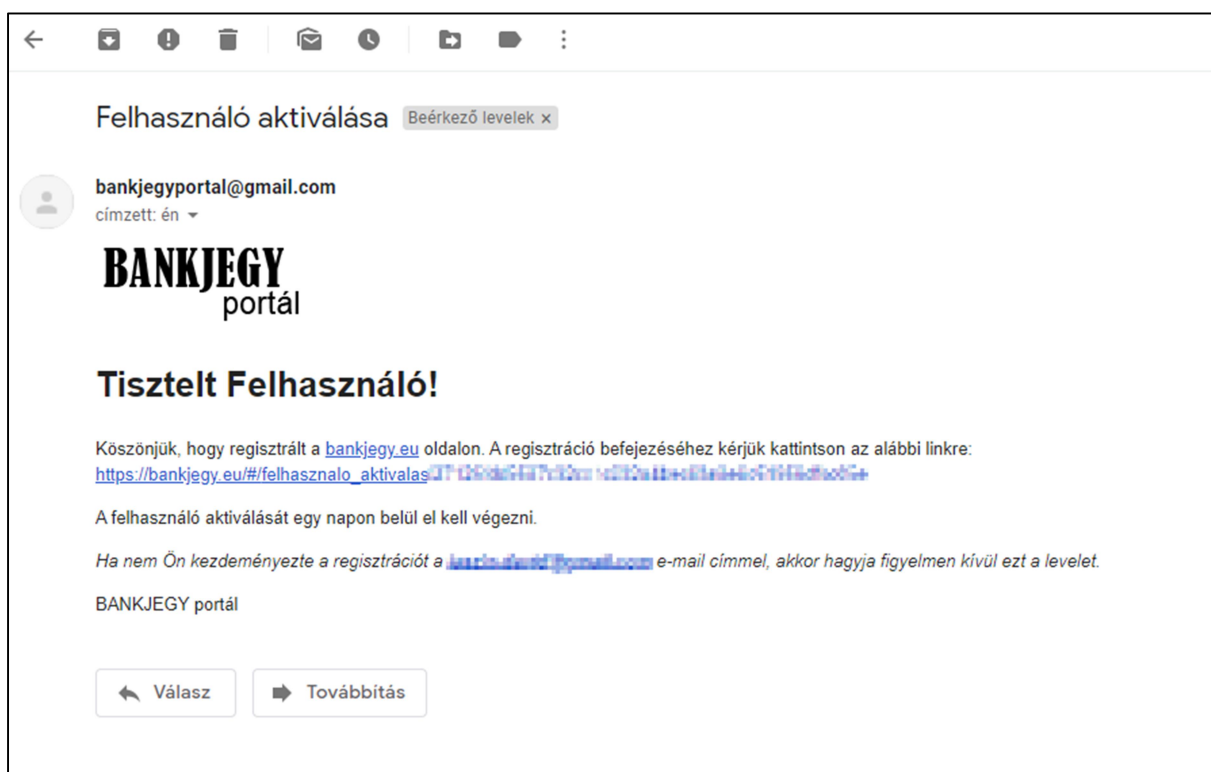 Felhasználó aktiválása Beérkező levelek x
bankjegyportal@gmail.com
címzett: én
BANKJEGY
portál
Tisztelt Felhasználó!
Köszönjük, hogy regisztrált a bankjegy.eu oldalon. A regisztráció befejezéséhez kérjük kattintson az alábbi linkre:
https://bankjegy.eu/#/felhasznalo_aktivalas
A felhasználó aktiválását egy napon belül el kell végezni.
Ha nem Ön kezdeményezte a regisztrációt a e-mail címmel, akkor hagyja figyelmen kívül ezt a levelet.
BANKJEGY portál
Válasz
Továbbítás